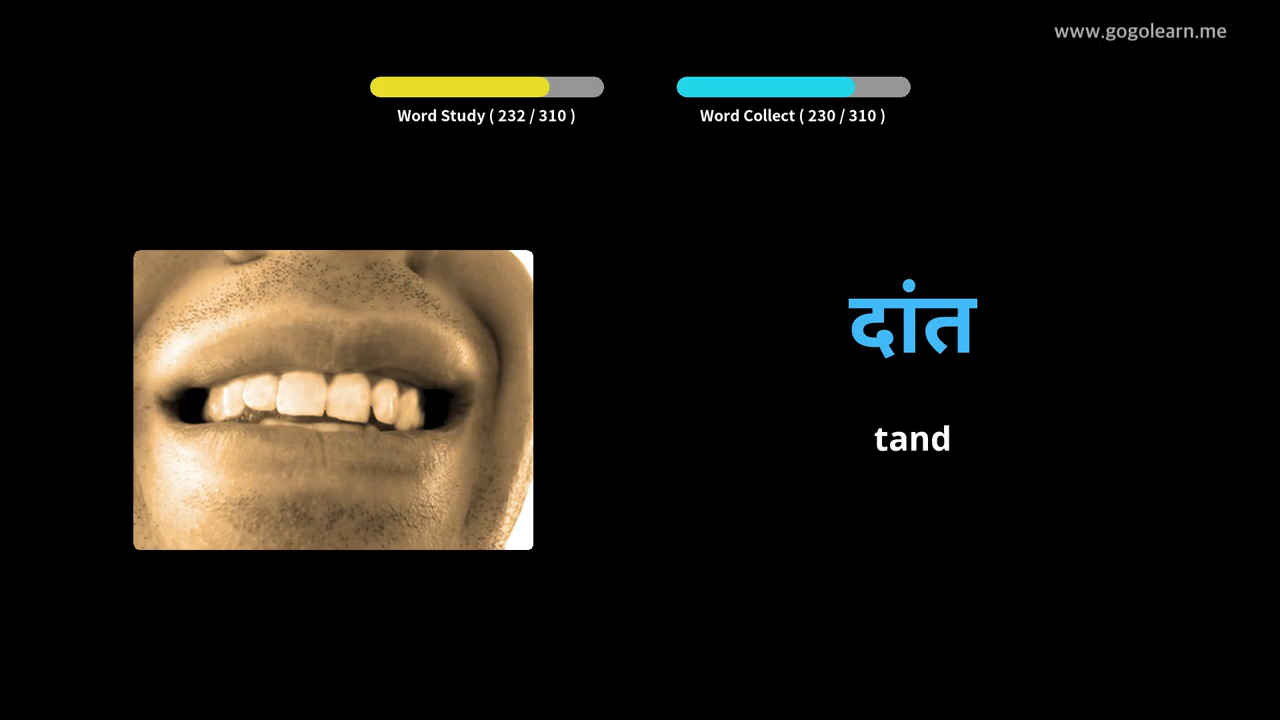 www.gogolearn.me
Word Study ( 232 / 310 )
Word Collect ( 230 / 310 )
दांत
tand